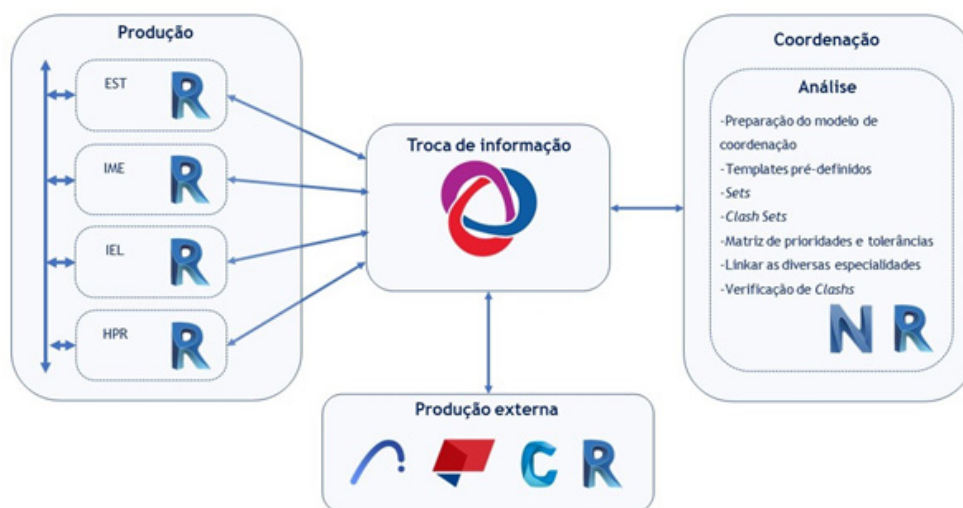 Produção
EST
R
IME
R
IEL
R
HPR
R
Troca de informação
Produção externa
C R
Coordenação
Análise
-Preparação do modelo de
coordenação
-Templates pré-definidos
-Sets
-Clash Sets
-Matriz de prioridades e tolerâncias
-Linkar as diversas especialidades
-Verificação de Clashs
N R